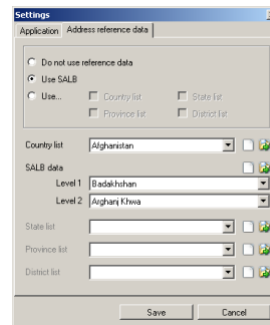 Settings
Application Address reference data
Do not use reference data
Use SALB
Use... Country list State list
Province list District list
Country list Afghanistan
SALB data
Level 1 Badakhshan
Level 2 Arghanj Khwa
State list
Province list
District list
Save Cancel